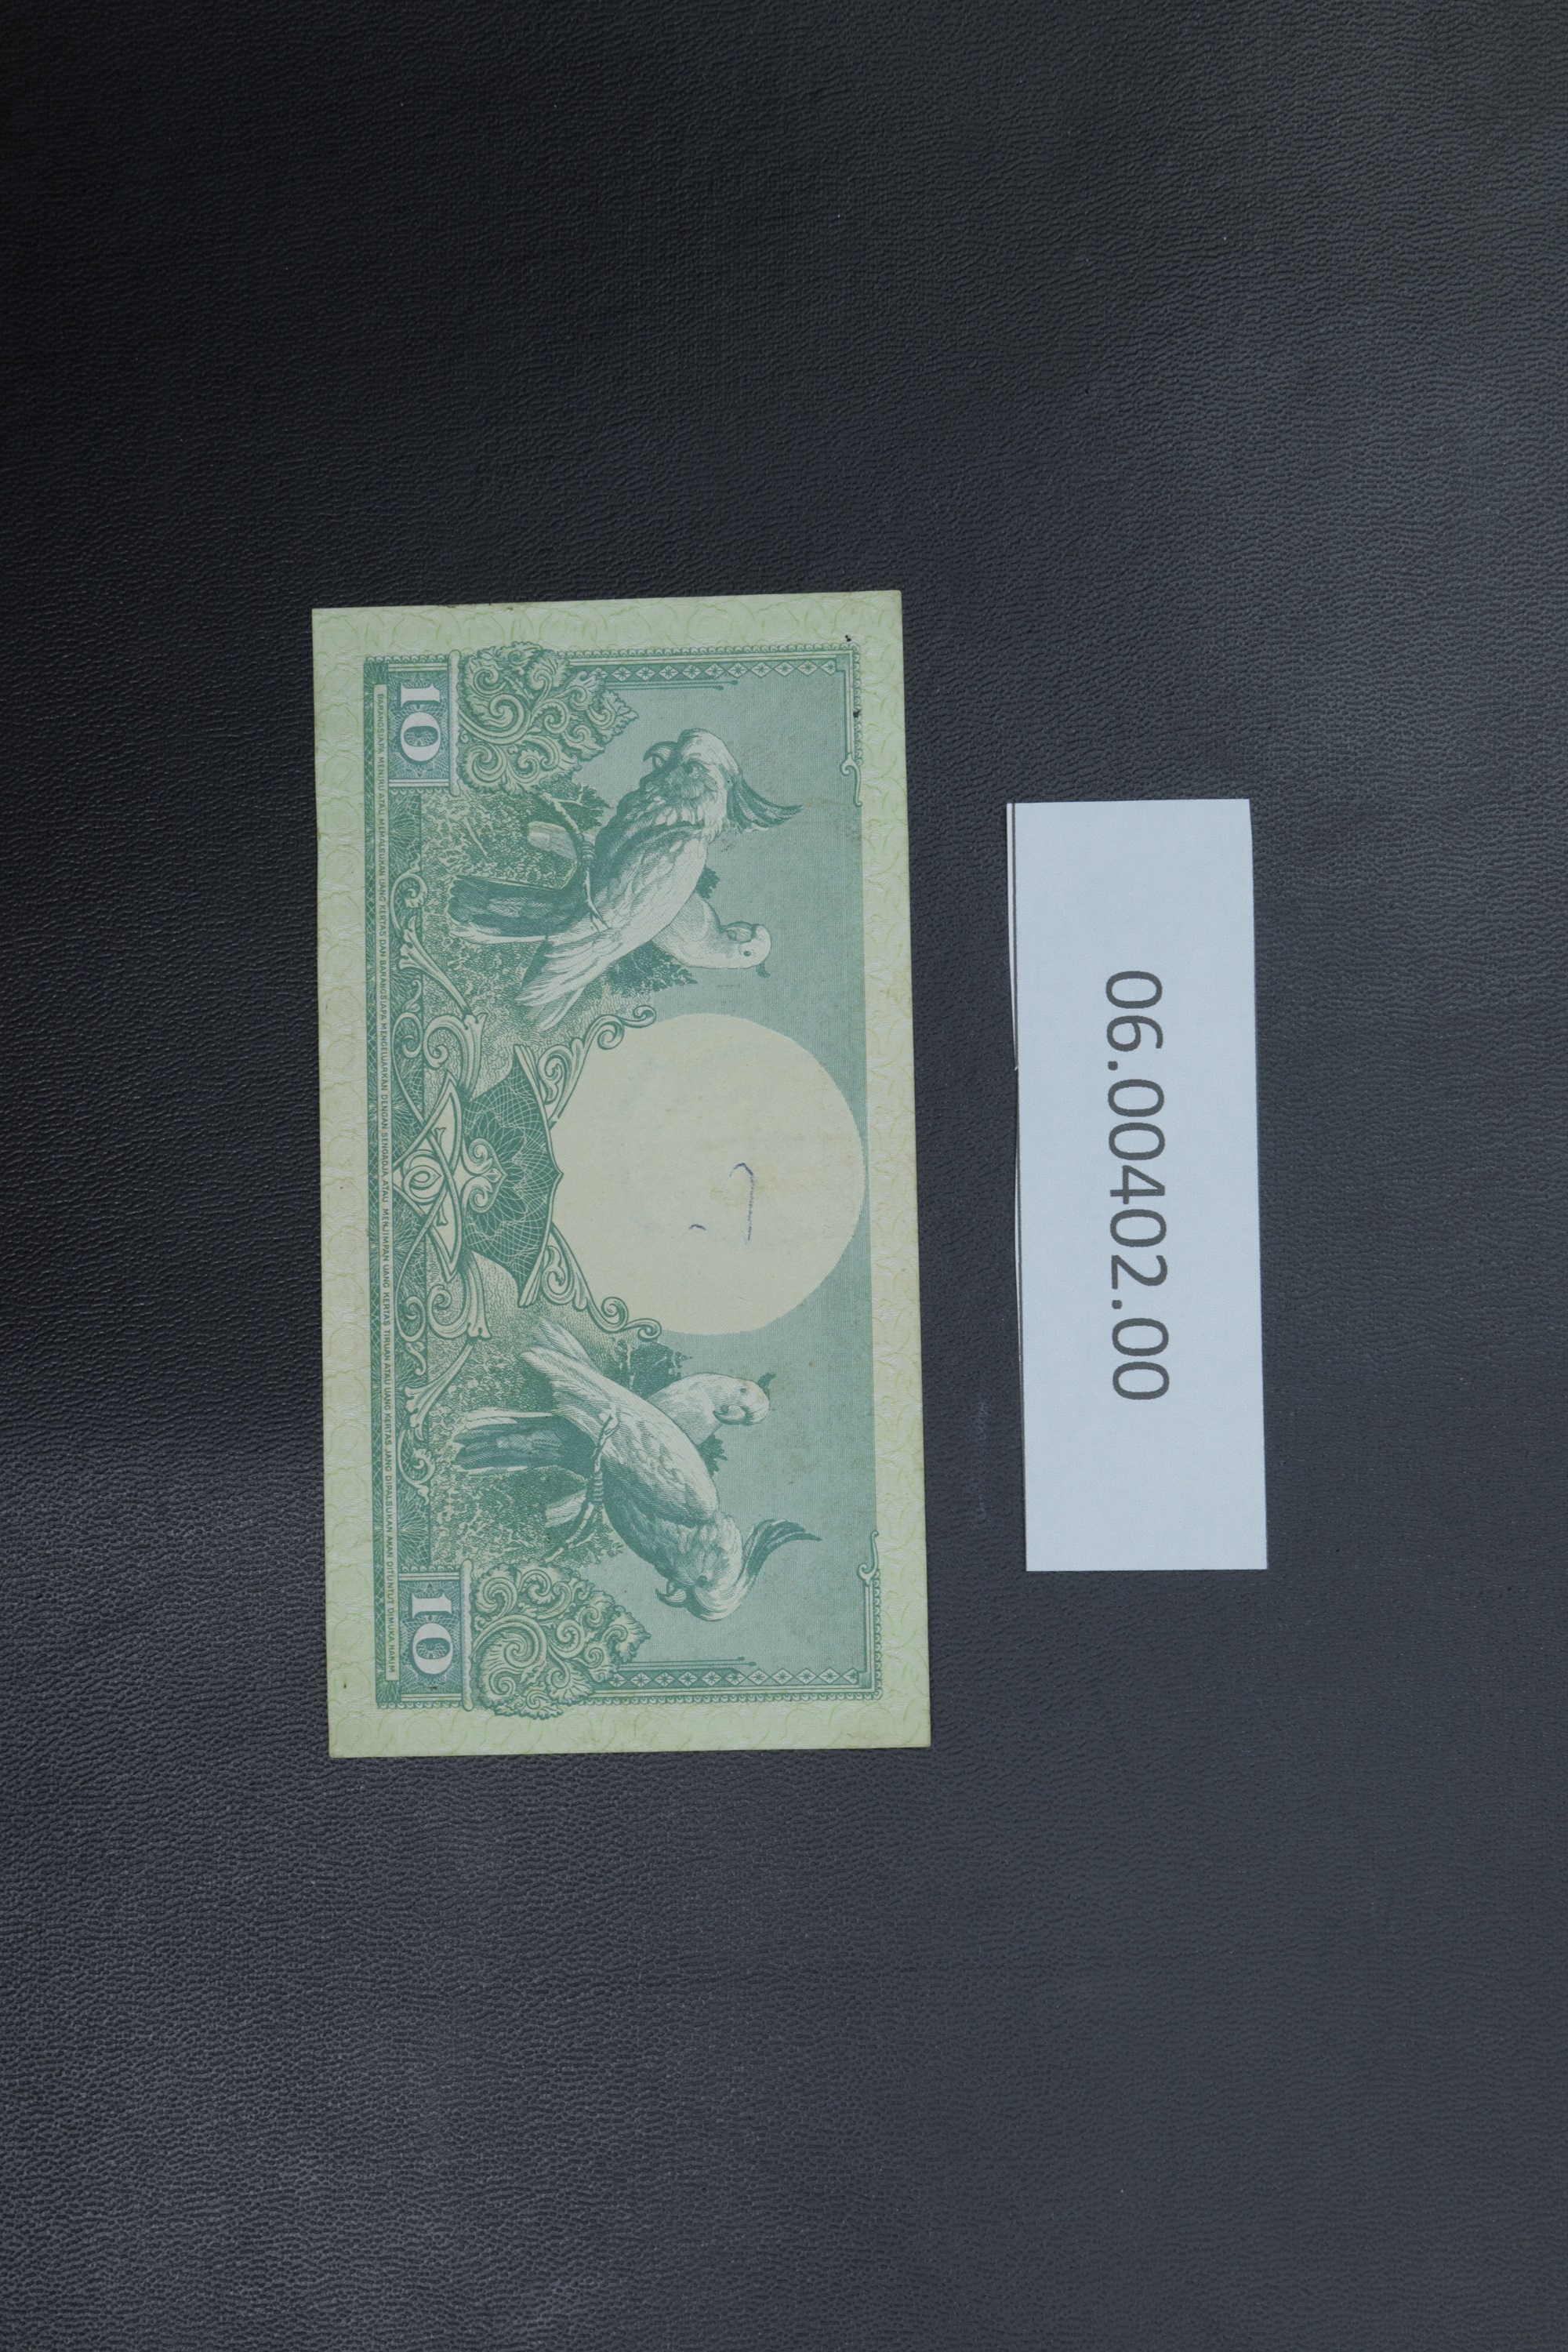 10
10
BARANGSIAPA MENIRU ATAU MEMALSUKAN UANG KERTAS DAN BARANGSIAPA MENGELUARKAN DENGAN SENGADJA ATAU MENJIMPAN UANG KERTAS TIRUAN ATAU UANG KERTAS JANG DIPALSUKAN AKAN DITUNTUT DIMUKA HAKIM
06.00402.00